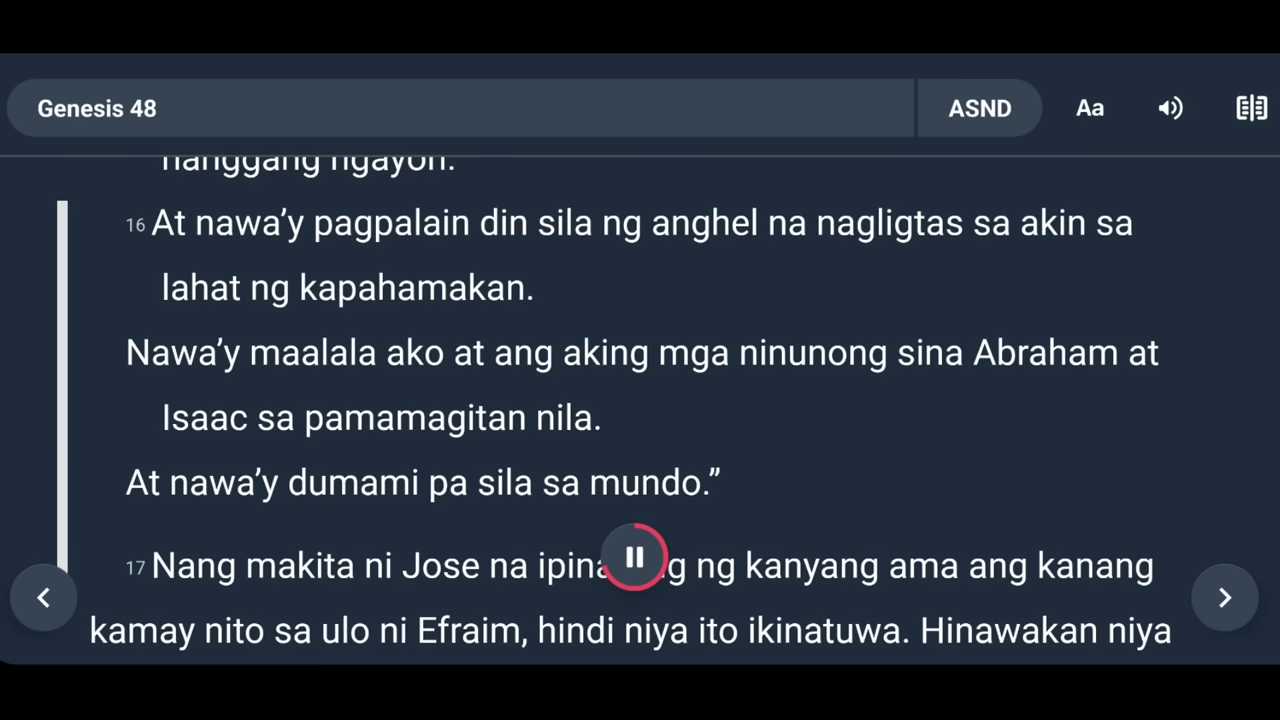 Genesis 48
ASND
Aa
hanggang ngayon.
16 At nawa’y pagpalain din sila ng anghel na nagligtas sa akin sa
lahat ng kapahamakan.
Nawa’y maalala ako at ang aking mga ninunong sina Abraham at
Isaac sa pamamagitan nila.
At nawa’y dumami pa sila sa mundo.”
17 Nang makita ni Jose na ng kanyang ama ang kanang
kamay nito sa ulo ni Efraim, hindi niya ito ikinatuwa. Hinawakan niya